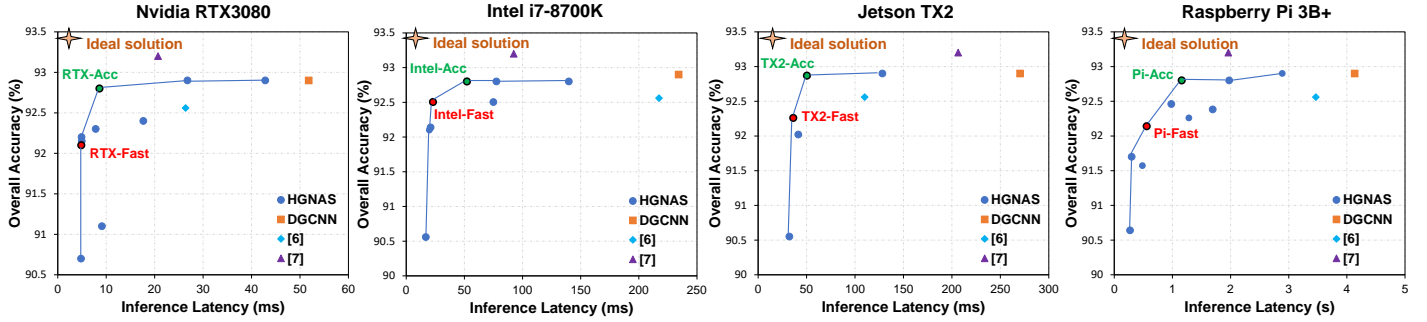 Nvidia RTX3080
93.5
93
92.5
92
91.5
91
90.5
0
10
20
30
40
50
60
Overall Accuracy (%)
Inference Latency (ms)
Ideal solution
RTX-Acc
RTX-Fast
HGNAS
DGCNN
[6]
[7]
Intel i7-8700K
93.5
93
92.5
92
91.5
91
90.5
90
0
50
100
150
200
250
Overall Accuracy (%)
Inference Latency (ms)
Ideal solution
Intel-Acc
Intel-Fast
HGNAS
DGCNN
[6]
[7]
Jetson TX2
93.5
93
92.5
92
91.5
91
90.5
90
0
50
100
150
200
250
300
Overall Accuracy (%)
Inference Latency (ms)
Ideal solution
TX2-Acc
TX2-Fast
HGNAS
DGCNN
[6]
[7]
Raspberry Pi 3B+
93.5
93
92.5
92
91.5
91
90.5
90
0
1
2
3
4
5
Overall Accuracy (%)
Inference Latency (s)
Ideal solution
Pi-Acc
Pi-Fast
HGNAS
DGCNN
[6]
[7]